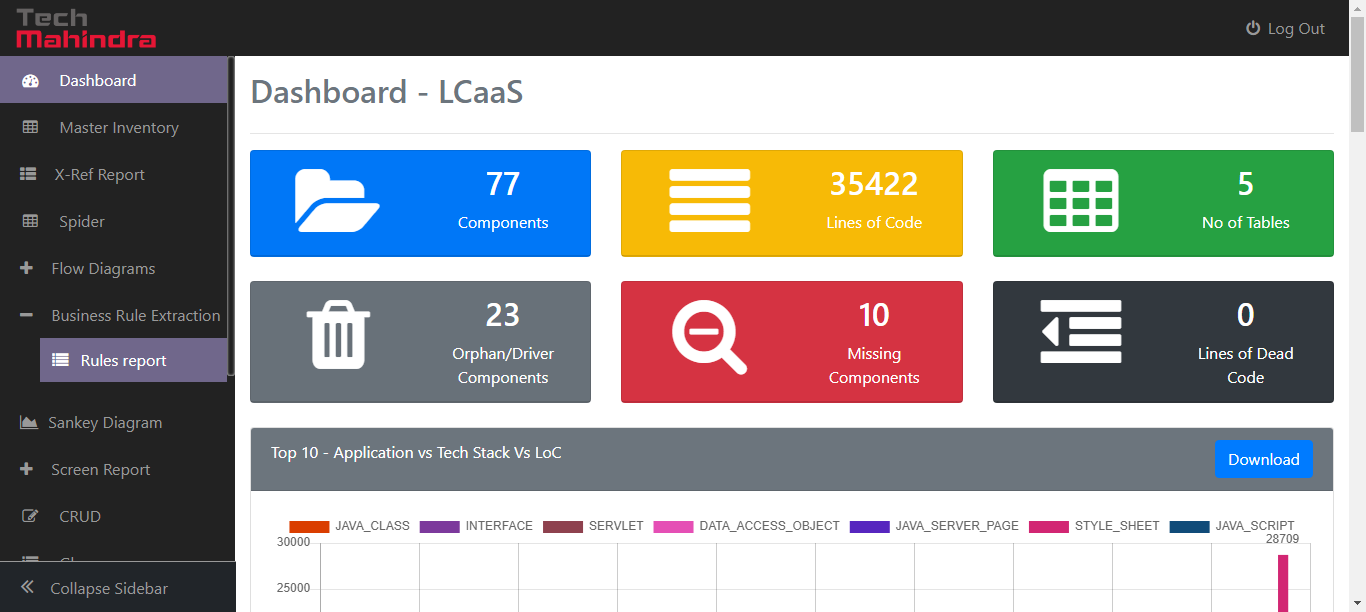 Tech
Mahindra
Log Out
Dashboard
Master Inventory
X-Ref Report
Spider
Flow Diagrams
Business Rule Extraction
Rules report
Sankey Diagram
Screen Report
CRUD
Collapse Sidebar
Dashboard - LCaaS
77
Components
35422
Lines of Code
5
No of Tables
23
Orphan/Driver
Components
10
Missing
Components
0
Lines of Dead
Code
Top 10 - Application vs Tech Stack Vs LoC
Download
JAVA_CLASS INTERFACE SERVLET DATA_ACCESS_OBJECT JAVA_SERVER_PAGE STYLE_SHEET JAVA_SCRIPT
30000
28709
25000